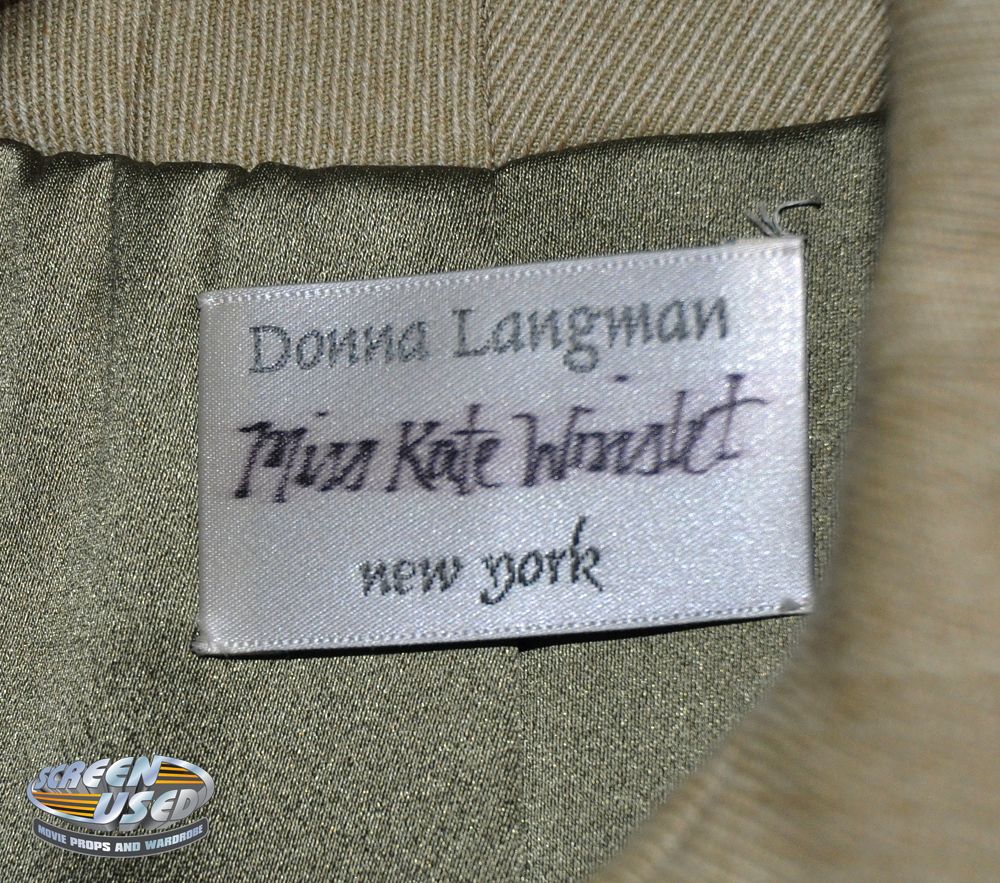 Donna Langman
Miss Kate Winslet
new york
SCREEN
USED
MOVIE PROPS AND WARDROBE